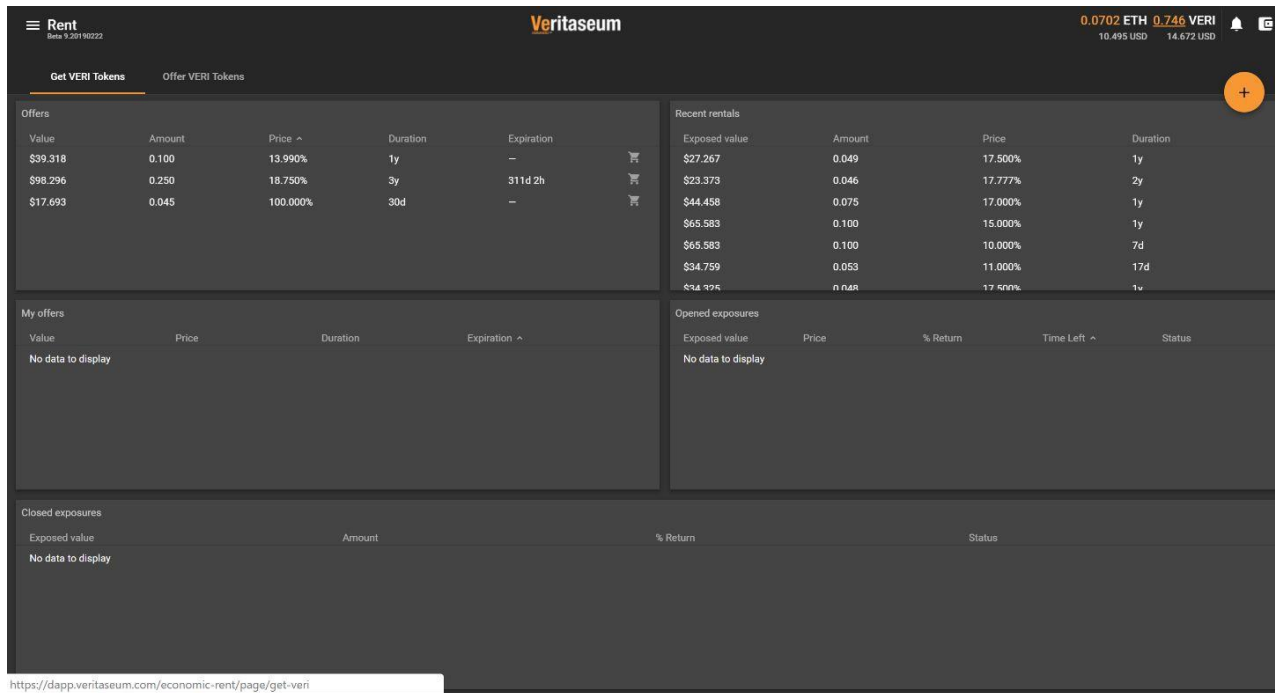 Rent
Beta 9.20190222
Veritaseum
0.0702 ETH 0.746 VERI
10.495 USD 14.672 USD
Get VERI Tokens Offer VERI Tokens
Offers
Value Amount Price Duration Expiration
$39.318 0.100 13.990% 1y –
$98.296 0.250 18.750% 3y 311d 2h
$17.693 0.045 100.000% 30d –
Recent rentals
Exposed value Amount Price Duration
$27.267 0.049 17.500% 1y
$23.373 0.046 17.777% 2y
$44.458 0.075 17.000% 1y
$65.583 0.100 15.000% 1y
$65.583 0.100 10.000% 7d
$34.759 0.053 11.000% 17d
$34.325 0.048 17.500% 1y
My offers
Value Price Duration Expiration
No data to display
Opened exposures
Exposed value Price % Return Time Left Status
No data to display
Closed exposures
Exposed value Amount % Return Status
No data to display
https://dapp.veritaseum.com/economic-rent/page/get-veri